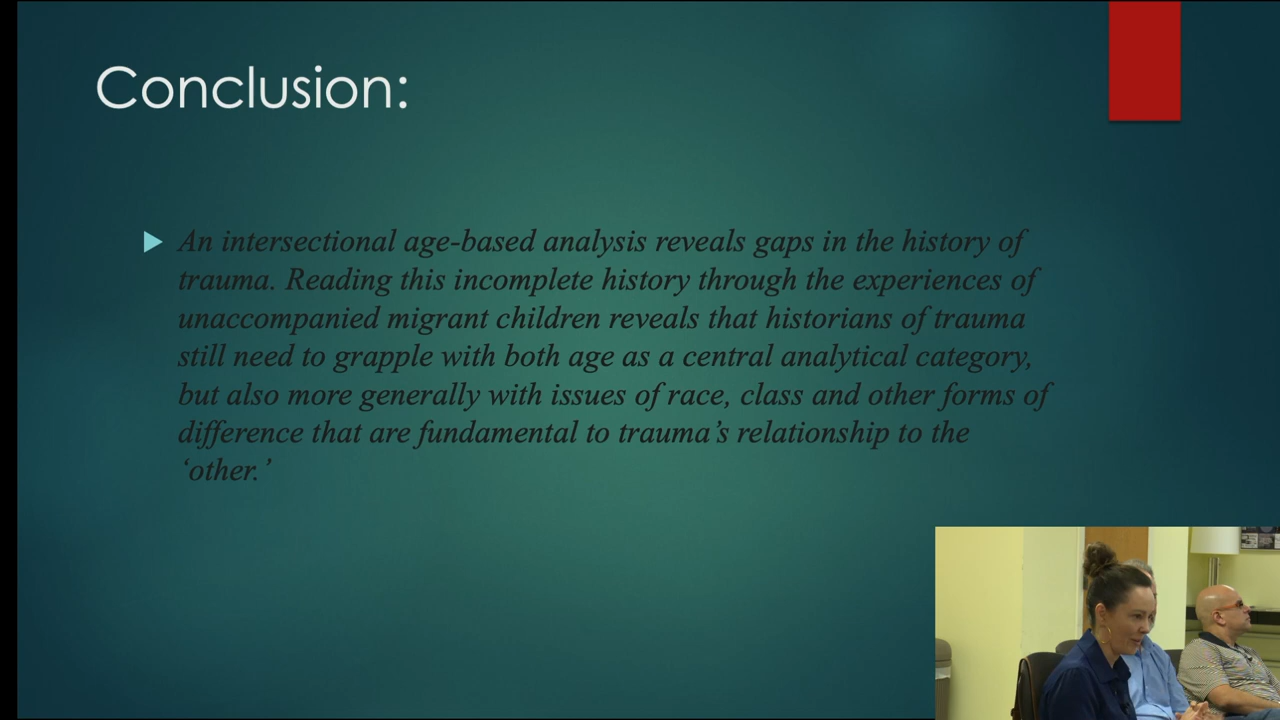 Conclusion:
An intersectional age-based analysis reveals gaps in the history of
trauma. Reading this incomplete history through the experiences of
unaccompanied migrant children reveals that historians of trauma
still need to grapple with both age as a central analytical category,
but also more generally with issues of race, class and other forms of
difference that are fundamental to trauma’s relationship to the
‘other.’